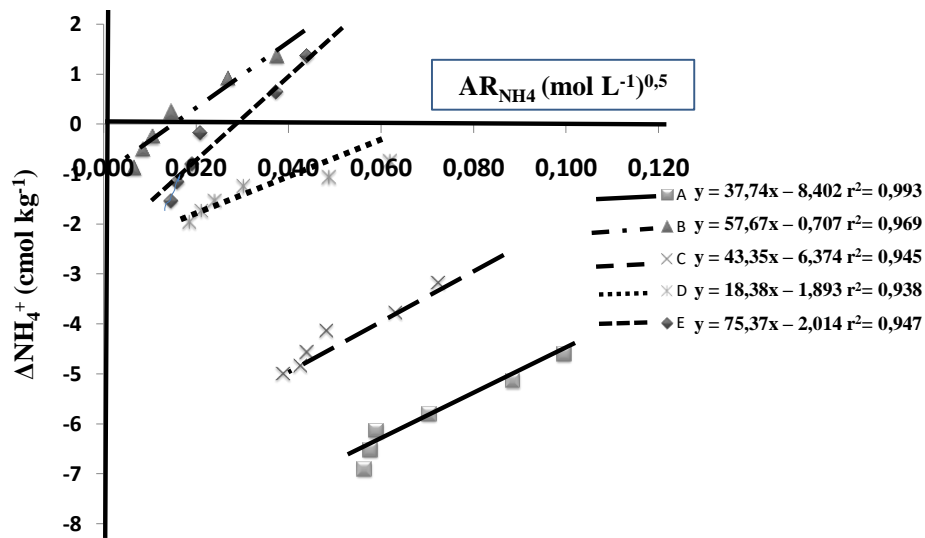 2
1
0
-1
-2
-3
-4
-5
-6
-7
-8
0,000 0,020 0,040 0,060 0,080 0,100 0,120
ΔNH₄⁺ (cmol kg⁻¹)
AR_NH4 (mol L⁻¹)⁰,⁵
A y = 37,74x – 8,402 r²= 0,993
B y = 57,67x – 0,707 r²= 0,969
C y = 43,35x – 6,374 r²= 0,945
D y = 18,38x – 1,893 r²= 0,938
E y = 75,37x – 2,014 r²= 0,947